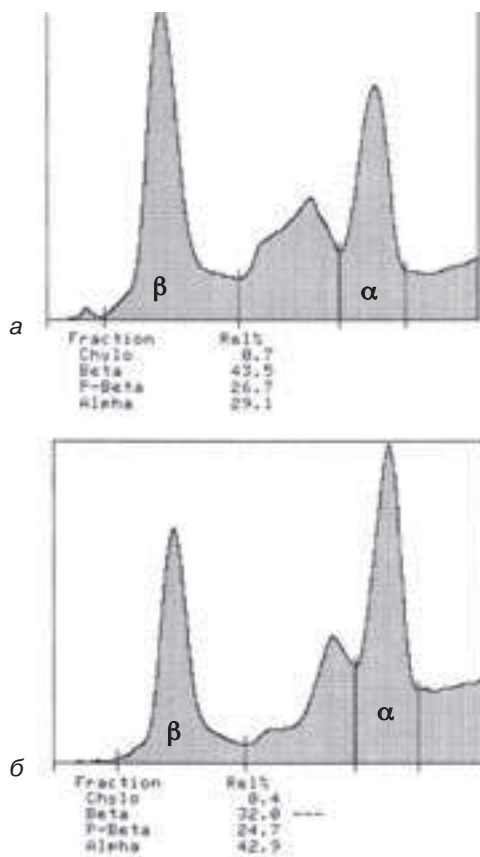 β α
а
Fraction Rel%
Chylo 0.7
Beta 43.5
P-Beta 26.7
Alpha 29.1
β α
б
Fraction Rel%
Chylo 0.4
Beta 32.0 ---
P-Beta 24.7
Alpha 42.9